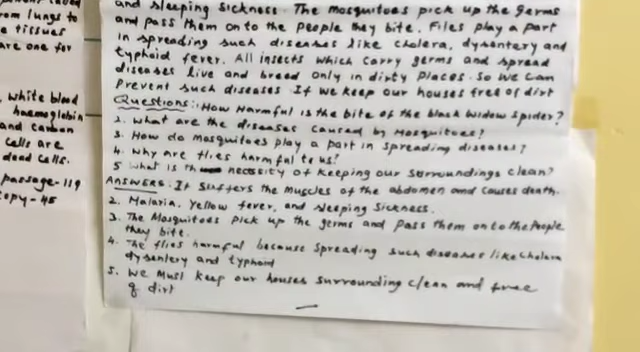 and sleeping sickness. The mosquitoes pick up the germs
and pass them onto the people they bite. Files play a part
in spreading such diseases like cholera, dysentery and
typhoid fever. All insects which carry germs and spread
diseases live and breed only in dirty places. So we can
prevent such diseases If we keep our houses free of dirt
Questions:1. How Harmful is the bite of the black widow spider?
2. What are the diseases caused by Mosquitoes?
3. How do mosquitoes play a part in spreading diseases?
4. Why are flies harmful to us?
5 What is the necessity of keeping our surroundings clean?
Answers:1. It suffers the muscles of the abdomen and causes death.
2. Malaria, Yellow fever, and sleeping sickness.
3. The Mosquitoes pick up the germs and pass them onto the people
they bite.
4. The flies harmful because spreading such diseases like cholera
dysentery and typhoid
5. We Must keep our houses surrounding clean and free
of dirt
rom lungs to
e tissues
are one for
, white blood
haemoglobin
and carbon
cells are
dead cells.
passage-119
copy-45